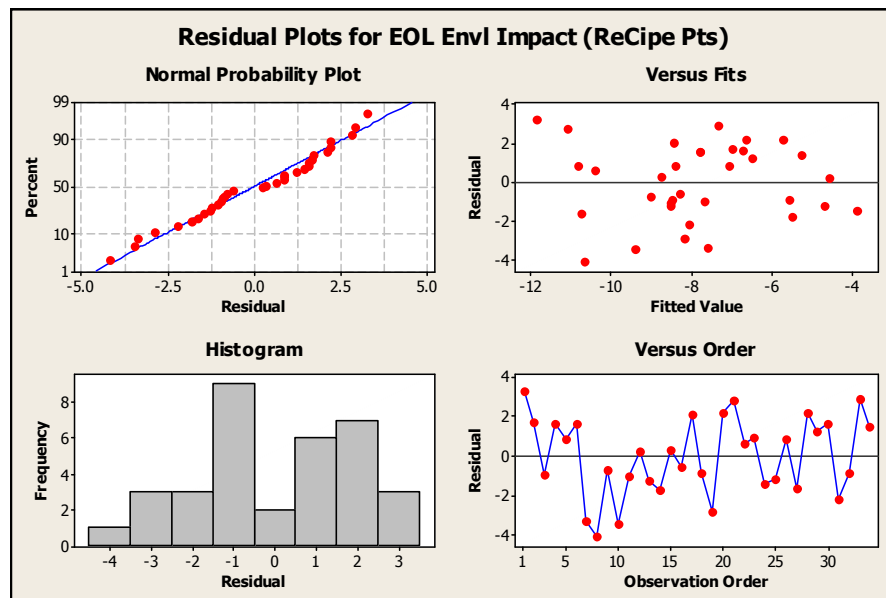 Residual Plots for EOL Envl Impact (ReCipe Pts)
Normal Probability Plot
99
90
50
10
1
Percent
-5.0 -2.5 0.0 2.5 5.0
Residual
Versus Fits
4
2
0
-2
-4
Residual
-12 -10 -8 -6 -4
Fitted Value
Histogram
8
6
4
2
0
Frequency
-4 -3 -2 -1 0 1 2 3
Residual
Versus Order
4
2
0
-2
-4
Residual
1 5 10 15 20 25 30
Observation Order